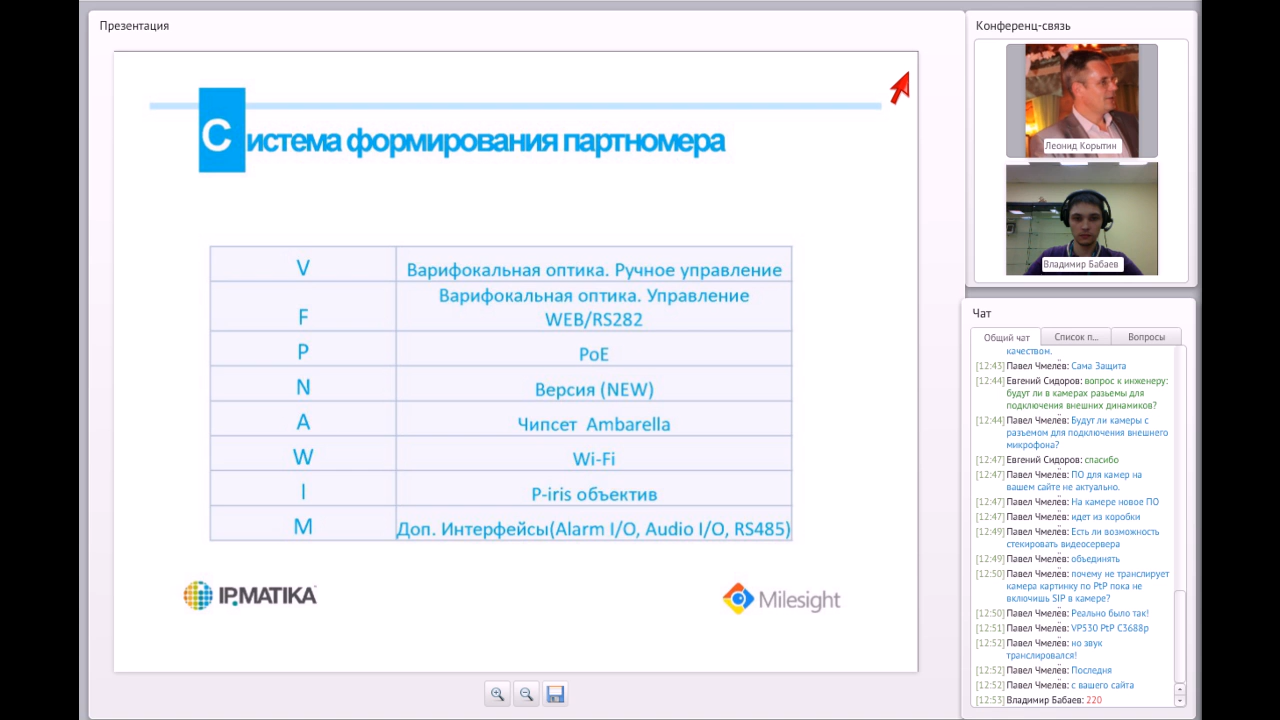 Презентация
Система формирования партномера
V Варифокальная оптика. Ручное управление
Варифокальная оптика. Управление
F WEB/RS282
P PoE
N Версия (NEW)
A Чипсет Ambarella
W Wi-Fi
I P-iris объектив
M Доп. Интерфейсы(Alarm I/O, Audio I/O, RS485)
IP.MATIKA
Milesight
Конференц-связь
Леонид Корытин
Владимир Бабаев
Чат
Общий чат Список п... Вопросы
качеством.
[12:43] Павел Чмелёв: Сама Защита
[12:44] Евгений Сидоров: вопрос к инженеру:
будут ли в камерах разьемы для
подключения внешних динамиков?
[12:44] Павел Чмелёв: Будут ли камеры с
разъемом для подключения внешнего
микрофона?
[12:47] Евгений Сидоров: спасибо
[12:47] Павел Чмелёв: ПО для камер на
вашем сайте не актуально.
[12:47] Павел Чмелёв: На камере новое ПО
[12:47] Павел Чмелёв: идет из коробки
[12:49] Павел Чмелёв: Есть ли возможность
стекировать видеосервера
[12:49] Павел Чмелёв: объединять
[12:50] Павел Чмелёв: почему не транслирует
камера картинку по PtP пока не
включишь SIP в камере?
[12:50] Павел Чмелёв: Реально было так!
[12:51] Павел Чмелёв: VP530 PtP C3688p
[12:52] Павел Чмелёв: но звук
транслировался!
[12:52] Павел Чмелёв: Последня
[12:52] Павел Чмелёв: с вашего сайта
[12:53] Владимир Бабаев: 220